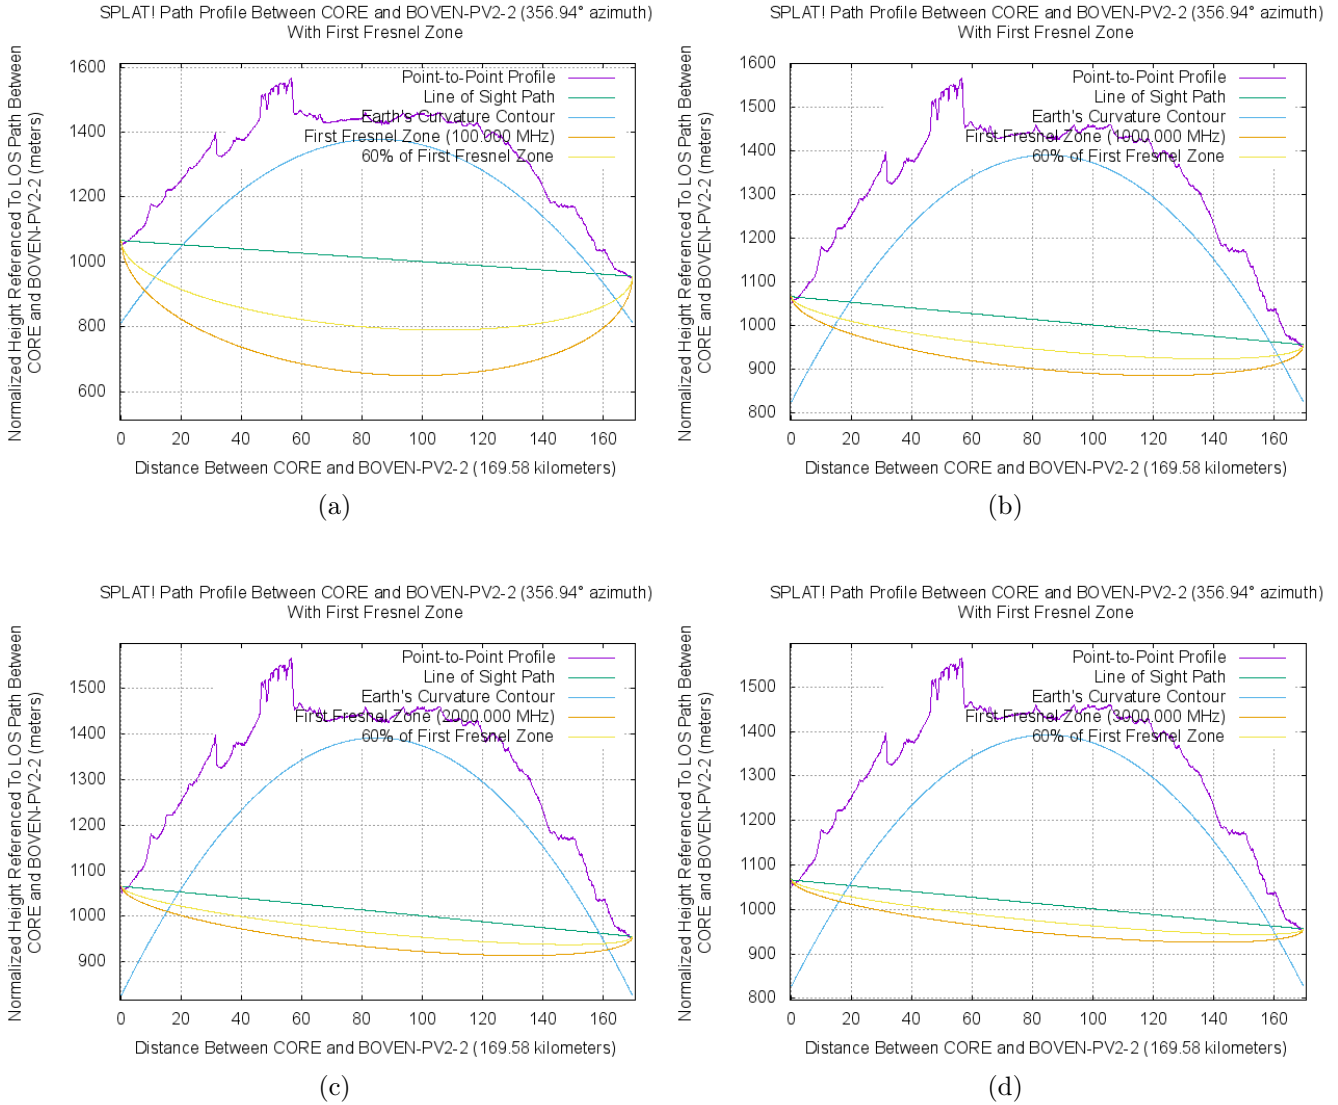 SPLAT! Path Profile Between CORE and BOVEN-PV2-2 (356.94° azimuth)
With First Fresnel Zone
Normalized Height Referenced To LOS Path Between
CORE and BOVEN-PV2-2 (meters)
1600
1400
1200
1000
800
600
Point-to-Point Profile
Line of Sight Path
Earth's Curvature Contour
First Fresnel Zone (100.000 MHz)
60% of First Fresnel Zone
0 20 40 60 80 100 120 140 160
Distance Between CORE and BOVEN-PV2-2 (169.58 kilometers)
(a)
SPLAT! Path Profile Between CORE and BOVEN-PV2-2 (356.94° azimuth)
With First Fresnel Zone
Normalized Height Referenced To LOS Path Between
CORE and BOVEN-PV2-2 (meters)
1600
1500
1400
1300
1200
1100
1000
900
800
Point-to-Point Profile
Line of Sight Path
Earth's Curvature Contour
First Fresnel Zone (1000.000 MHz)
60% of First Fresnel Zone
0 20 40 60 80 100 120 140 160
Distance Between CORE and BOVEN-PV2-2 (169.58 kilometers)
(b)
SPLAT! Path Profile Between CORE and BOVEN-PV2-2 (356.94° azimuth)
With First Fresnel Zone
Normalized Height Referenced To LOS Path Between
CORE and BOVEN-PV2-2 (meters)
1500
1400
1300
1200
1100
1000
900
Point-to-Point Profile
Line of Sight Path
Earth's Curvature Contour
First Fresnel Zone (2000.000 MHz)
60% of First Fresnel Zone
0 20 40 60 80 100 120 140 160
Distance Between CORE and BOVEN-PV2-2 (169.58 kilometers)
(c)
SPLAT! Path Profile Between CORE and BOVEN-PV2-2 (356.94° azimuth)
With First Fresnel Zone
Normalized Height Referenced To LOS Path Between
CORE and BOVEN-PV2-2 (meters)
1500
1400
1300
1200
1100
1000
900
800
Point-to-Point Profile
Line of Sight Path
Earth's Curvature Contour
First Fresnel Zone (3000.000 MHz)
60% of First Fresnel Zone
0 20 40 60 80 100 120 140 160
Distance Between CORE and BOVEN-PV2-2 (169.58 kilometers)
(d)